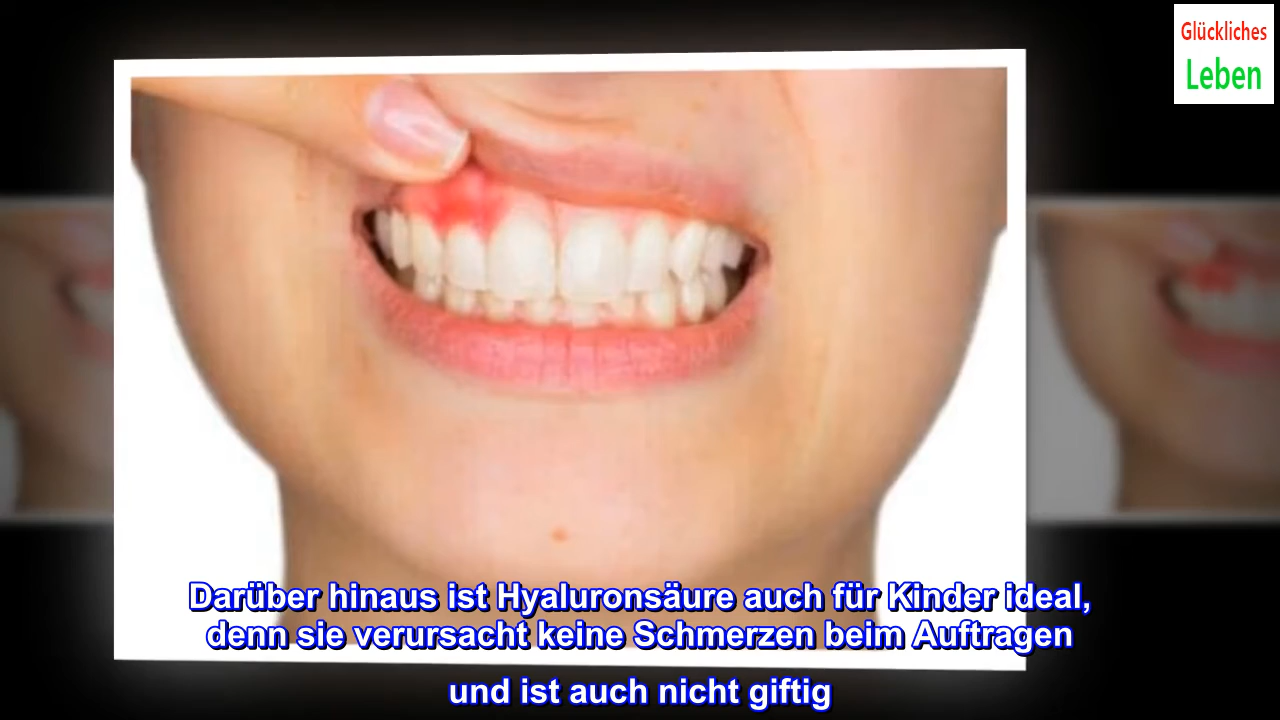 Glückliches
Leben
Darüber hinaus ist Hyaluronsäure auch für Kinder ideal,
denn sie verursacht keine Schmerzen beim Auftragen
und ist auch nicht giftig